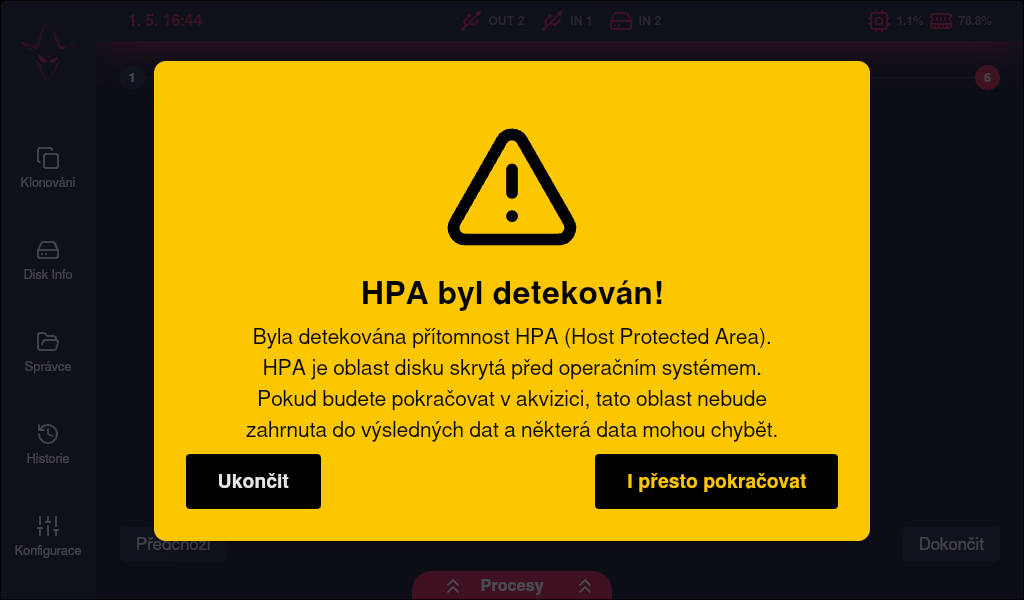 1. 5. 16:44
OUT 2
IN 1
IN 2
1.1%
78.8%
1
6
Klonování
Disk Info
Správce
Historie
Konfigurace
HPA byl detekován!
Byla detekována přítomnost HPA (Host Protected Area).
HPA je oblast disku skrytá před operačním systémem.
Pokud budete pokračovat v akvizici, tato oblast nebude
zahrnuta do výsledných dat a některá data mohou chybět.
Ukončit
I přesto pokračovat
Předchozí
Dokončit
Procesy